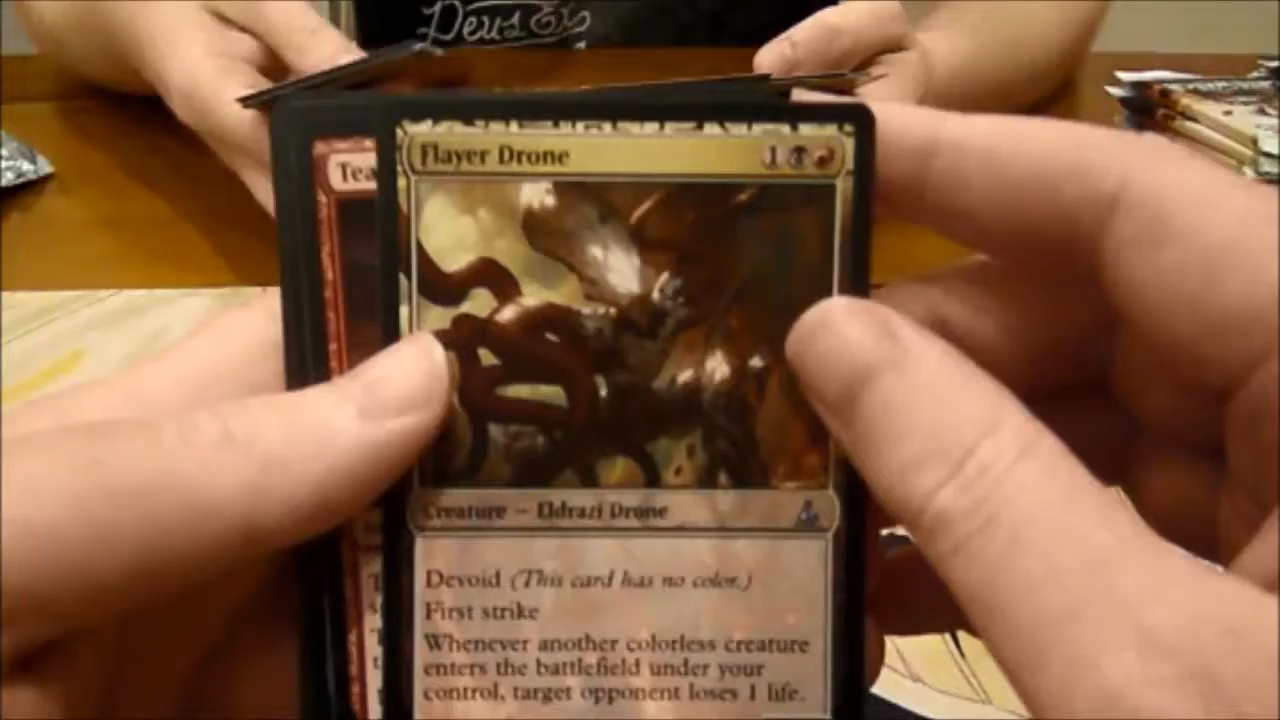 Deus Ex
Flayer Drone 1
Tea
Creature — Eldrazi Drone
Devoid (This card has no color.)
First strike
Whenever another colorless creature
enters the battlefield under your
control, target opponent loses 1 life.